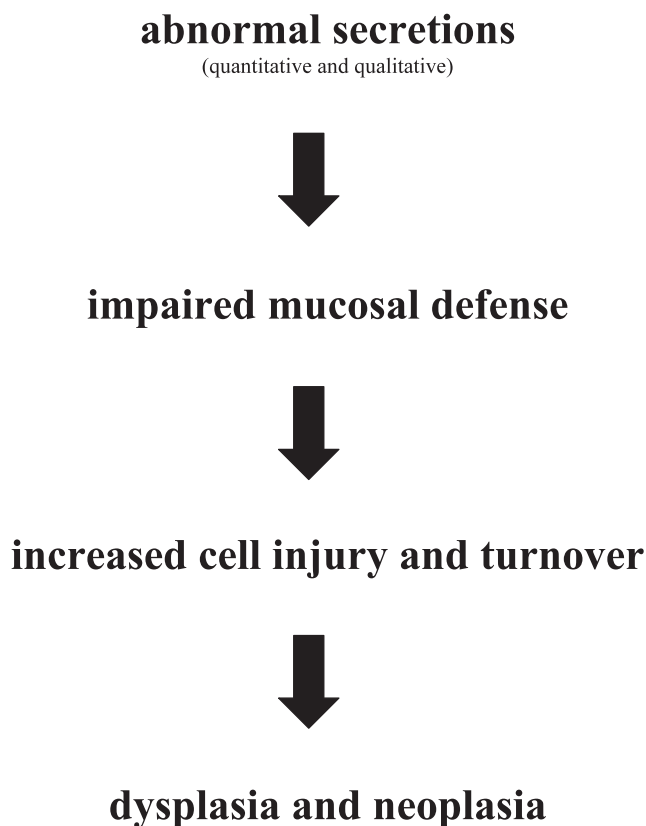 abnormal secretions
(quantitative and qualitative)
impaired mucosal defense
increased cell injury and turnover
dysplasia and neoplasia